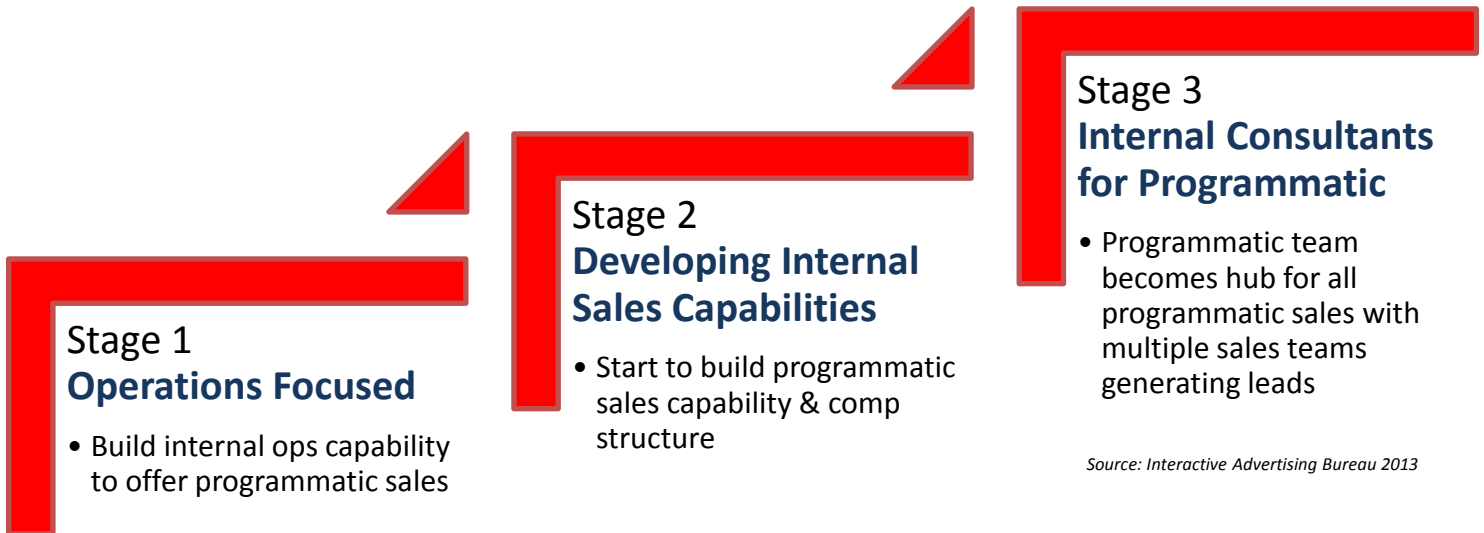 Stage 1
Operations Focused
• Build internal ops capability
to offer programmatic sales
Stage 2
Developing Internal
Sales Capabilities
• Start to build programmatic
sales capability & comp
structure
Stage 3
Internal Consultants
for Programmatic
• Programmatic team
becomes hub for all
programmatic sales with
multiple sales teams
generating leads
Source: Interactive Advertising Bureau 2013